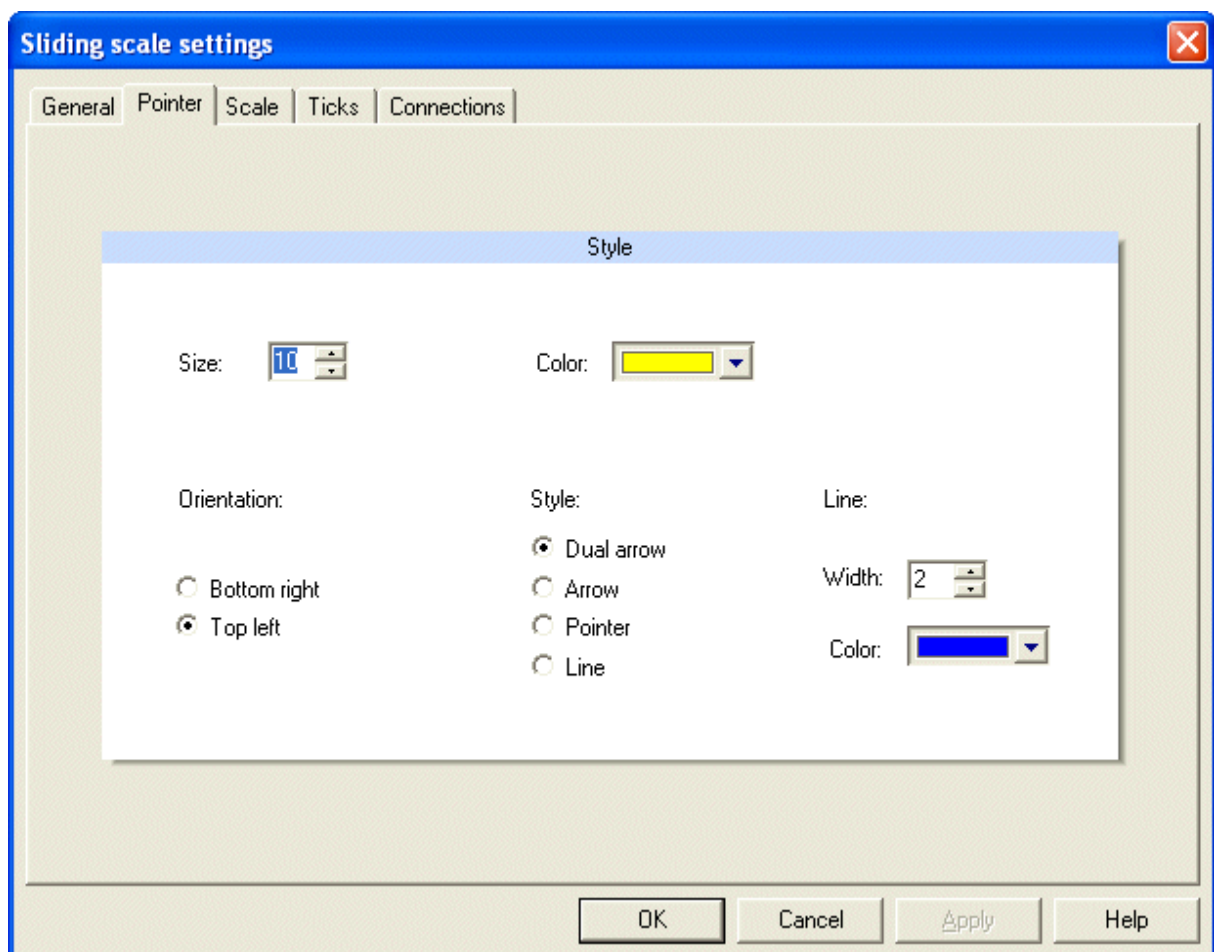 Sliding scale settings
General Pointer Scale Ticks Connections
Style
Size: 10 Color:
Orientation: Style: Line:
Dual arrow
Bottom right Arrow Width: 2
Top left Pointer
Color:
Line
OK Cancel Apply Help